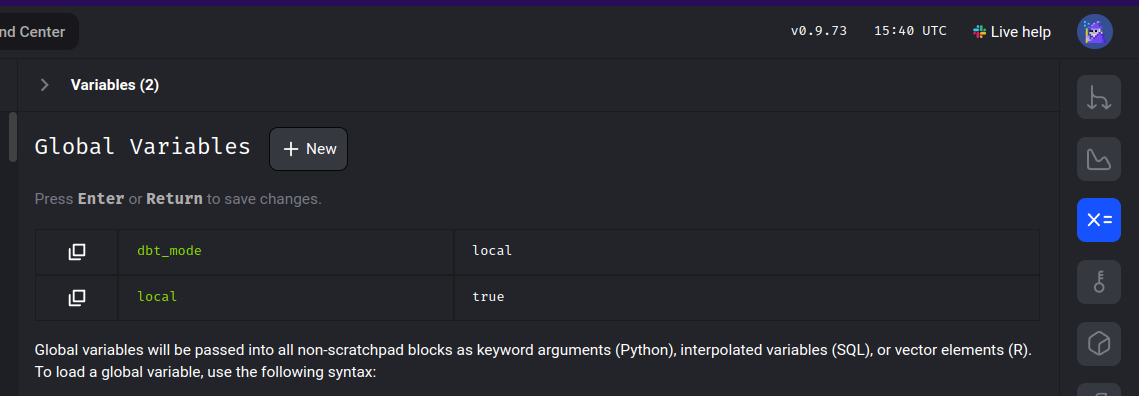 nd Center
v0.9.73
15:40 UTC
Live help
Variables (2)
Global Variables
New
Press Enter or Return to save changes.
dbt_mode
local
local
true
Global variables will be passed into all non-scratchpad blocks as keyword arguments (Python), interpolated variables (SQL), or vector elements (R).
To load a global variable, use the following syntax: